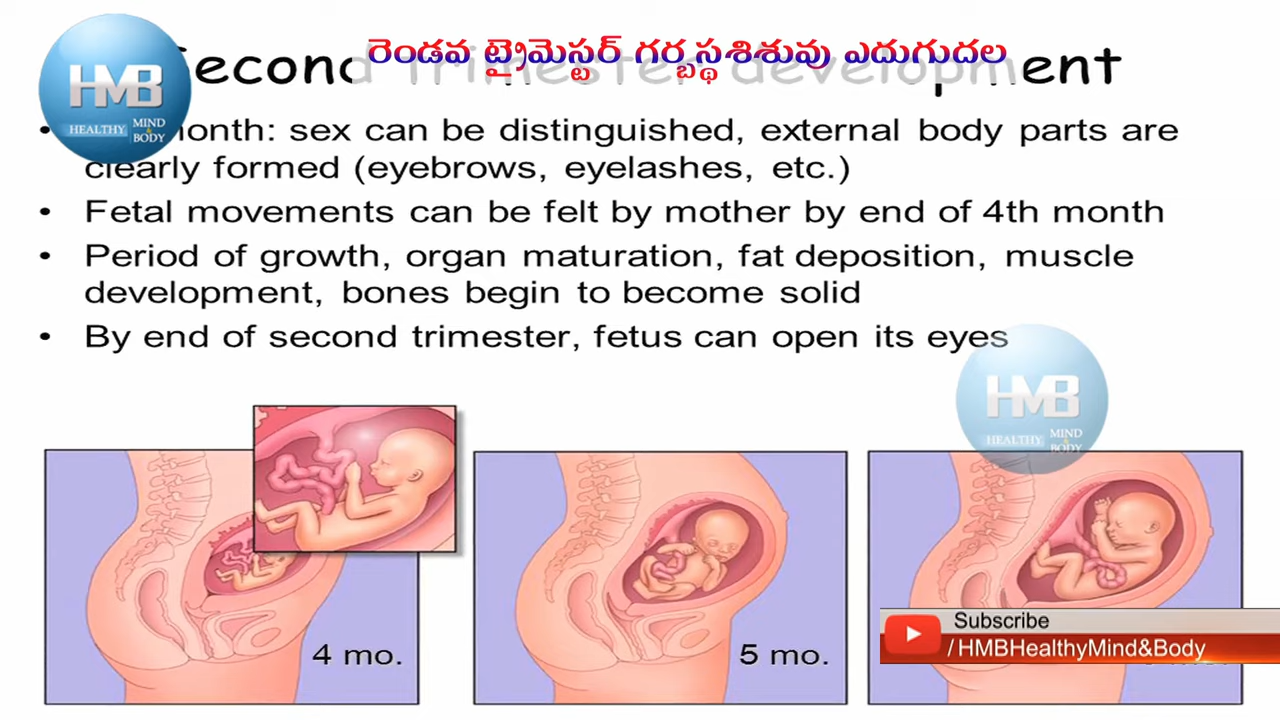 రెండవ ట్రైమెస్టర్ గర్భస్థశిశువు ఎదుగుదల
Second Trimester development
HMB
HEALTHY MIND & BODY
month: sex can be distinguished, external body parts are
clearly formed (eyebrows, eyelashes, etc.)
• Fetal movements can be felt by mother by end of 4th month
• Period of growth, organ maturation, fat deposition, muscle
development, bones begin to become solid
• By end of second trimester, fetus can open its eyes
HMB
HEALTHY MIND & BODY
4 mo.
5 mo.
Subscribe
/HMBHealthyMind&Body